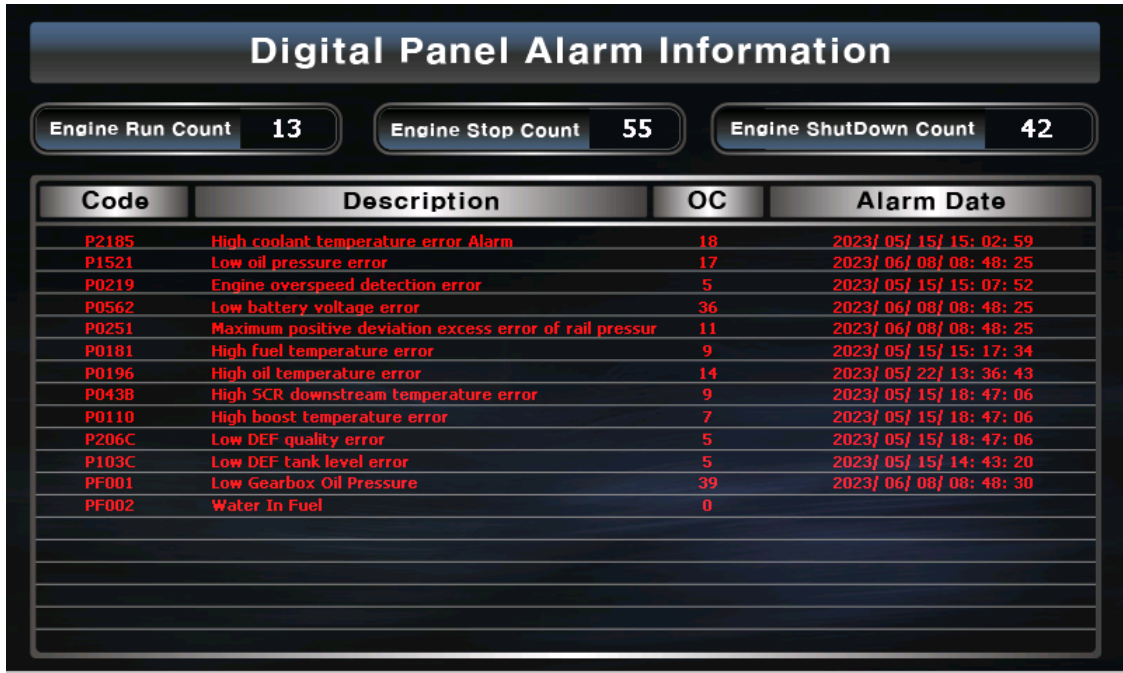 Digital Panel Alarm Information
Engine Run Count 13 Engine Stop Count 55 Engine ShutDown Count 42
Code Description OC Alarm Date
P2185 High coolant temperature error Alarm 18 2023/ 05/ 15/ 15: 02: 59
P1521 Low oil pressure error 17 2023/ 06/ 08/ 08: 48: 25
P0219 Engine overspeed detection error 5 2023/ 05/ 15/ 15: 07: 52
P0562 Low battery voltage error 36 2023/ 06/ 08/ 08: 48: 25
P0251 Maximum positive deviation excess error of rail pressur 11 2023/ 06/ 08/ 08: 48: 25
P0181 High fuel temperature error 9 2023/ 05/ 15/ 15: 17: 34
P0196 High oil temperature error 14 2023/ 05/ 22/ 13: 36: 43
P043B High SCR downstream temperature error 9 2023/ 05/ 15/ 18: 47: 06
P0110 High boost temperature error 7 2023/ 05/ 15/ 18: 47: 06
P206C Low DEF quality error 5 2023/ 05/ 15/ 18: 47: 06
P103C Low DEF tank level error 5 2023/ 05/ 15/ 14: 43: 20
PF001 Low Gearbox Oil Pressure 39 2023/ 06/ 08/ 08: 48: 30
PF002 Water In Fuel 0